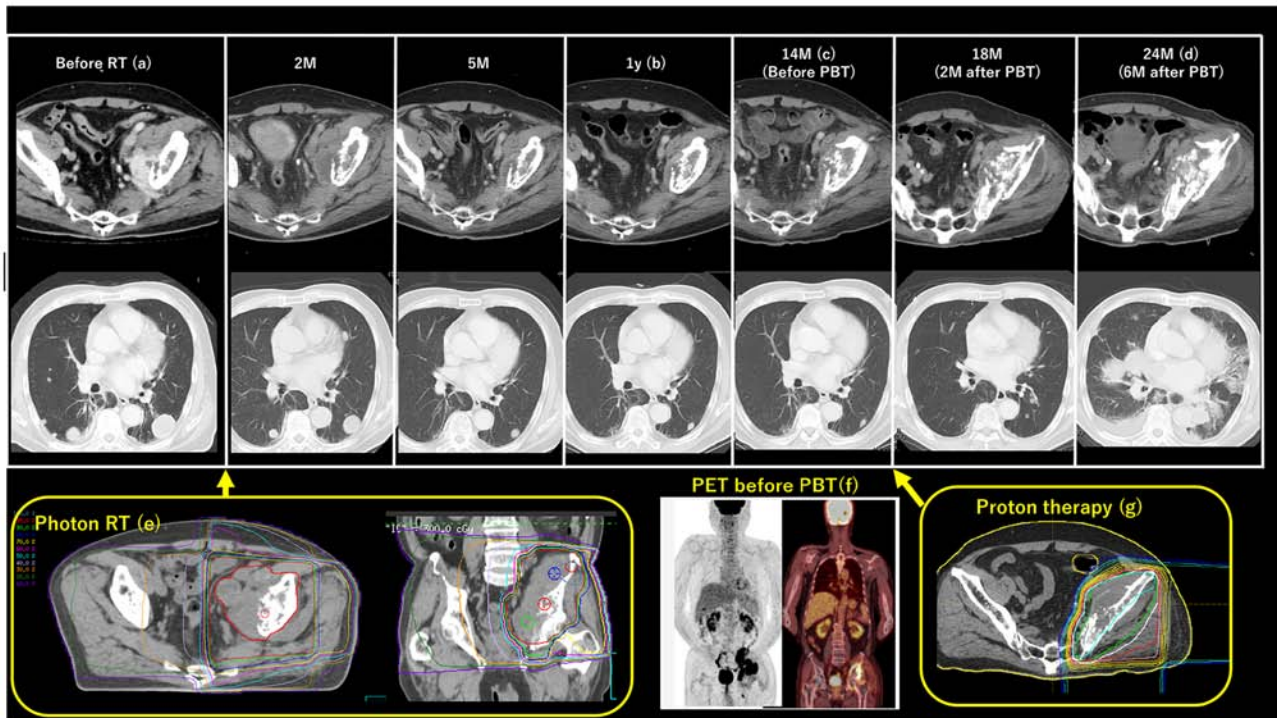 Before RT (a)
2M
5M
1y (b)
14M (c)
(Before PBT)
18M
(2M after PBT)
24M (d)
(6M after PBT)
Photon RT (e)
PET before PBT(f)
Proton therapy (g)